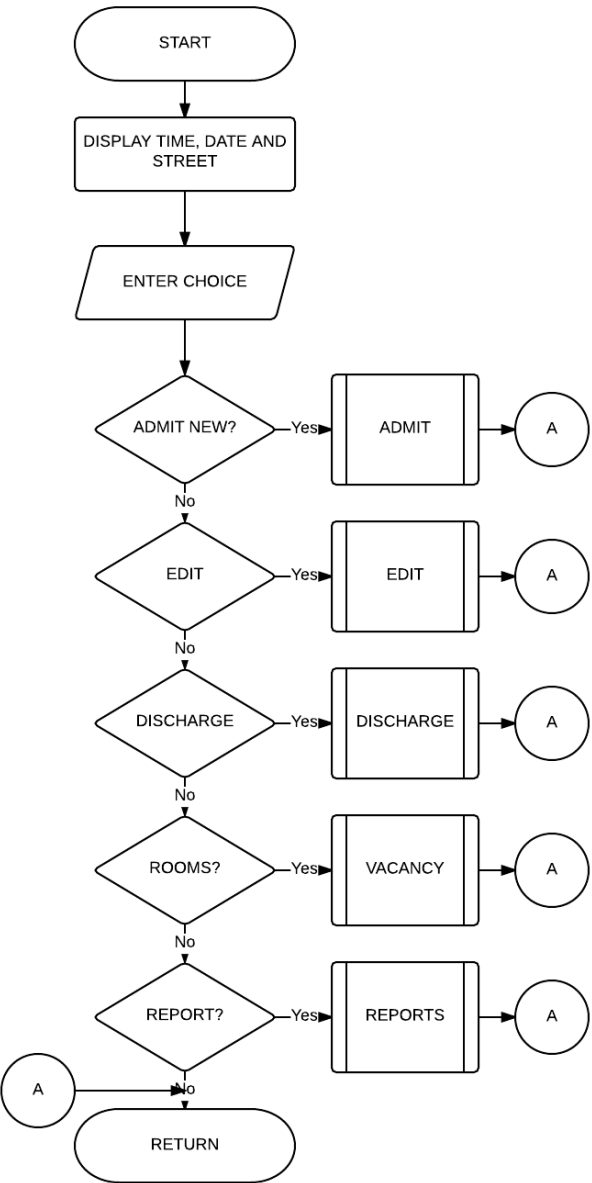 START
DISPLAY TIME, DATE AND
STREET
ENTER CHOICE
ADMIT NEW?
Yes
ADMIT
A
No
EDIT
Yes
EDIT
A
No
DISCHARGE
Yes
DISCHARGE
A
No
ROOMS?
Yes
VACANCY
A
No
REPORT?
Yes
REPORTS
A
A
No
RETURN